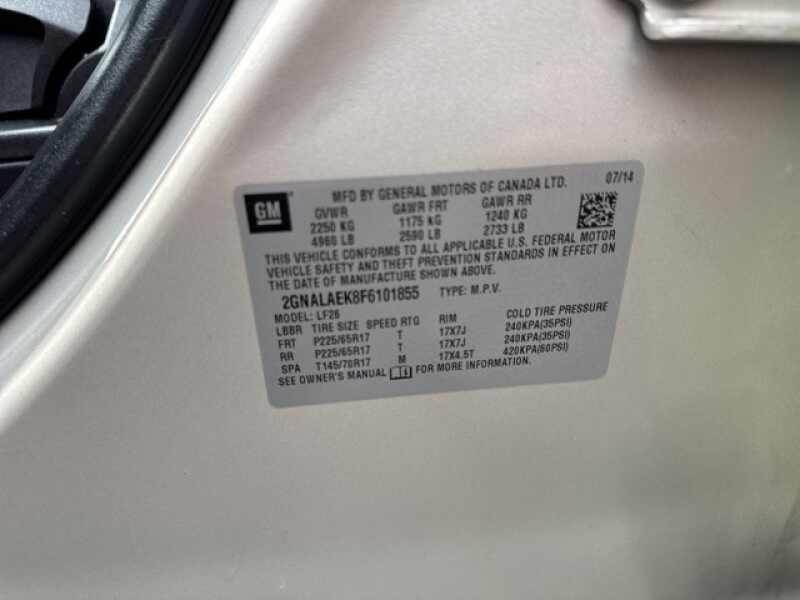 GM
MFD BY GENERAL MOTORS OF CANADA LTD. 07/14
GVWR GAWR FRT GAWR RR
2250 KG 1175 KG 1240 KG
4960 LB 2590 LB 2733 LB
THIS VEHICLE CONFORMS TO ALL APPLICABLE U.S. FEDERAL MOTOR
VEHICLE SAFETY AND THEFT PREVENTION STANDARDS IN EFFECT ON
THE DATE OF MANUFACTURE SHOWN ABOVE.
2GNALAEK8F6101855 TYPE: M.P.V.
MODEL: LF26
LBBR TIRE SIZE SPEED RTG RIM COLD TIRE PRESSURE
FRT P225/65R17 T 17X7J 240KPA(35PSI)
RR P225/65R17 T 17X7J 240KPA(35PSI)
SPA T145/70R17 M 17X4.5T 420KPA(60PSI)
SEE OWNER'S MANUAL FOR MORE INFORMATION.